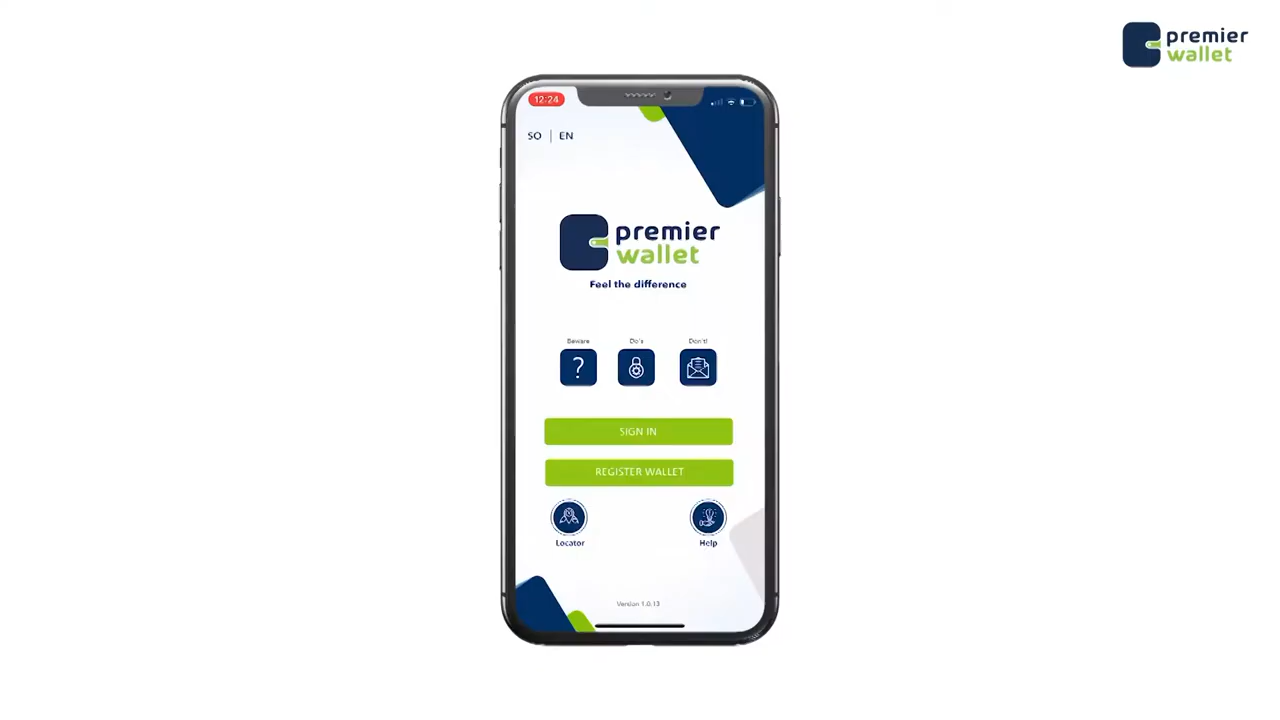 premier
wallet
12:24
SO | EN
premier
wallet
Feel the difference
Beware
Do's
Don't!
?
SIGN IN
REGISTER WALLET
Locator
Help
Version 1.0.13